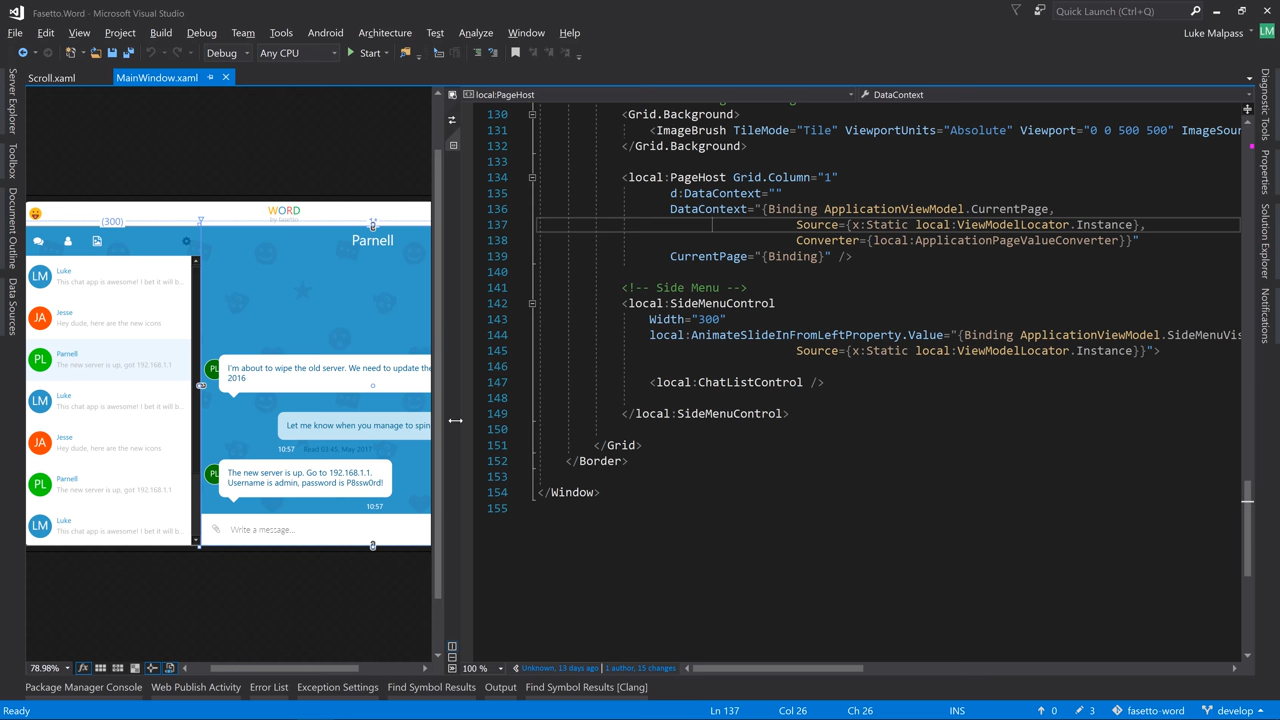 Fasetto.Word - Microsoft Visual Studio
Quick Launch (Ctrl+Q)
File Edit View Project Build Debug Team Tools Android Architecture Test Analyze Window Help
Luke Malpass LM
Debug Any CPU Start
Scroll.xaml MainWindow.xaml
Server Explorer
Toolbox
Document Outline
Data Sources
local:PageHost DataContext
130 <Grid.Background>
131 <ImageBrush TileMode="Tile" ViewportUnits="Absolute" Viewport="0 0 500 500" ImageSour
132 </Grid.Background>
133
134 <local:PageHost Grid.Column="1"
135 d:DataContext=""
136 DataContext="{Binding ApplicationViewModel.CurrentPage,
137 Source={x:Static local:ViewModelLocator.Instance},
138 Converter={local:ApplicationPageValueConverter}}"
139 CurrentPage="{Binding}" />
140
141 <!-- Side Menu -->
142 <local:SideMenuControl
143 Width="300"
144 local:AnimateSlideInFromLeftProperty.Value="{Binding ApplicationViewModel.SideMenuVis
145 Source={x:Static local:ViewModelLocator.Instance}}">
146
147 <local:ChatListControl />
148
149 </local:SideMenuControl>
150
151 </Grid>
152 </Border>
153
154 </Window>
155
WORD
by Fasetto
(300)
Parnell
LM Luke
This chat app is awesome! I bet it will b...
JA Jesse
Hey dude, here are the new icons
PL Parnell
The new server is up, got 192.168.1.1
LM Luke
This chat app is awesome! I bet it will b...
JA Jesse
Hey dude, here are the new icons
PL Parnell
The new server is up, got 192.168.1.1
LM Luke
This chat app is awesome! I bet it will b...
PL
I'm about to wipe the old server. We need to update the
2016
Let me know when you manage to spin
10:57 Read 03:45, May 2017
PL
The new server is up. Go to 192.168.1.1.
Username is admin, password is P8ssw0rd!
10:57
Write a message...
Diagnostic Tools
Properties
Solution Explorer
Team Explorer
Notifications
78.98% fx
100 % Unknown, 13 days ago | 1 author, 15 changes
Package Manager Console Web Publish Activity Error List Exception Settings Find Symbol Results Output Find Symbol Results [Clang]
Ready Ln 137 Col 26 Ch 26 INS 0 3 fasetto-word develop